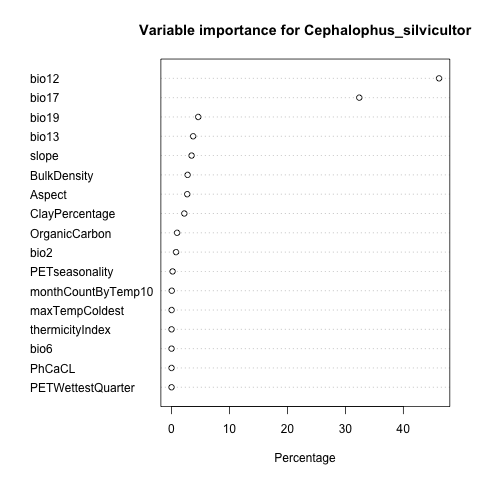 Variable importance for Cephalophus_silvicultor
bio12
bio17
bio19
bio13
slope
BulkDensity
Aspect
ClayPercentage
OrganicCarbon
bio2
PETseasonality
monthCountByTemp10
maxTempColdest
thermicityIndex
bio6
PhCaCL
PETWettestQuarter
0 10 20 30 40
Percentage